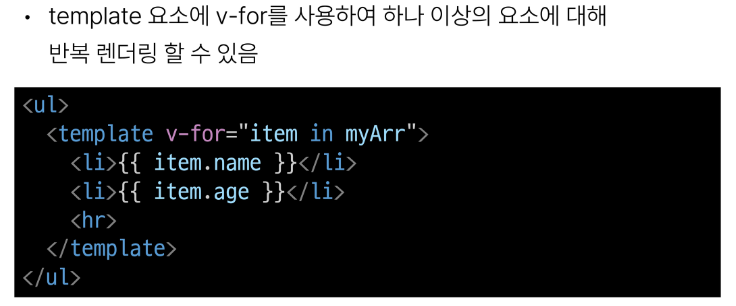 • template 요소에 v-for를 사용하여 하나 이상의 요소에 대해
반복 렌더링 할 수 있음
<ul>
  <template v-for="item in myArr">
    <li>{{ item.name }}</li>
    <li>{{ item.age }}</li>
    <hr>
  </template>
</ul>